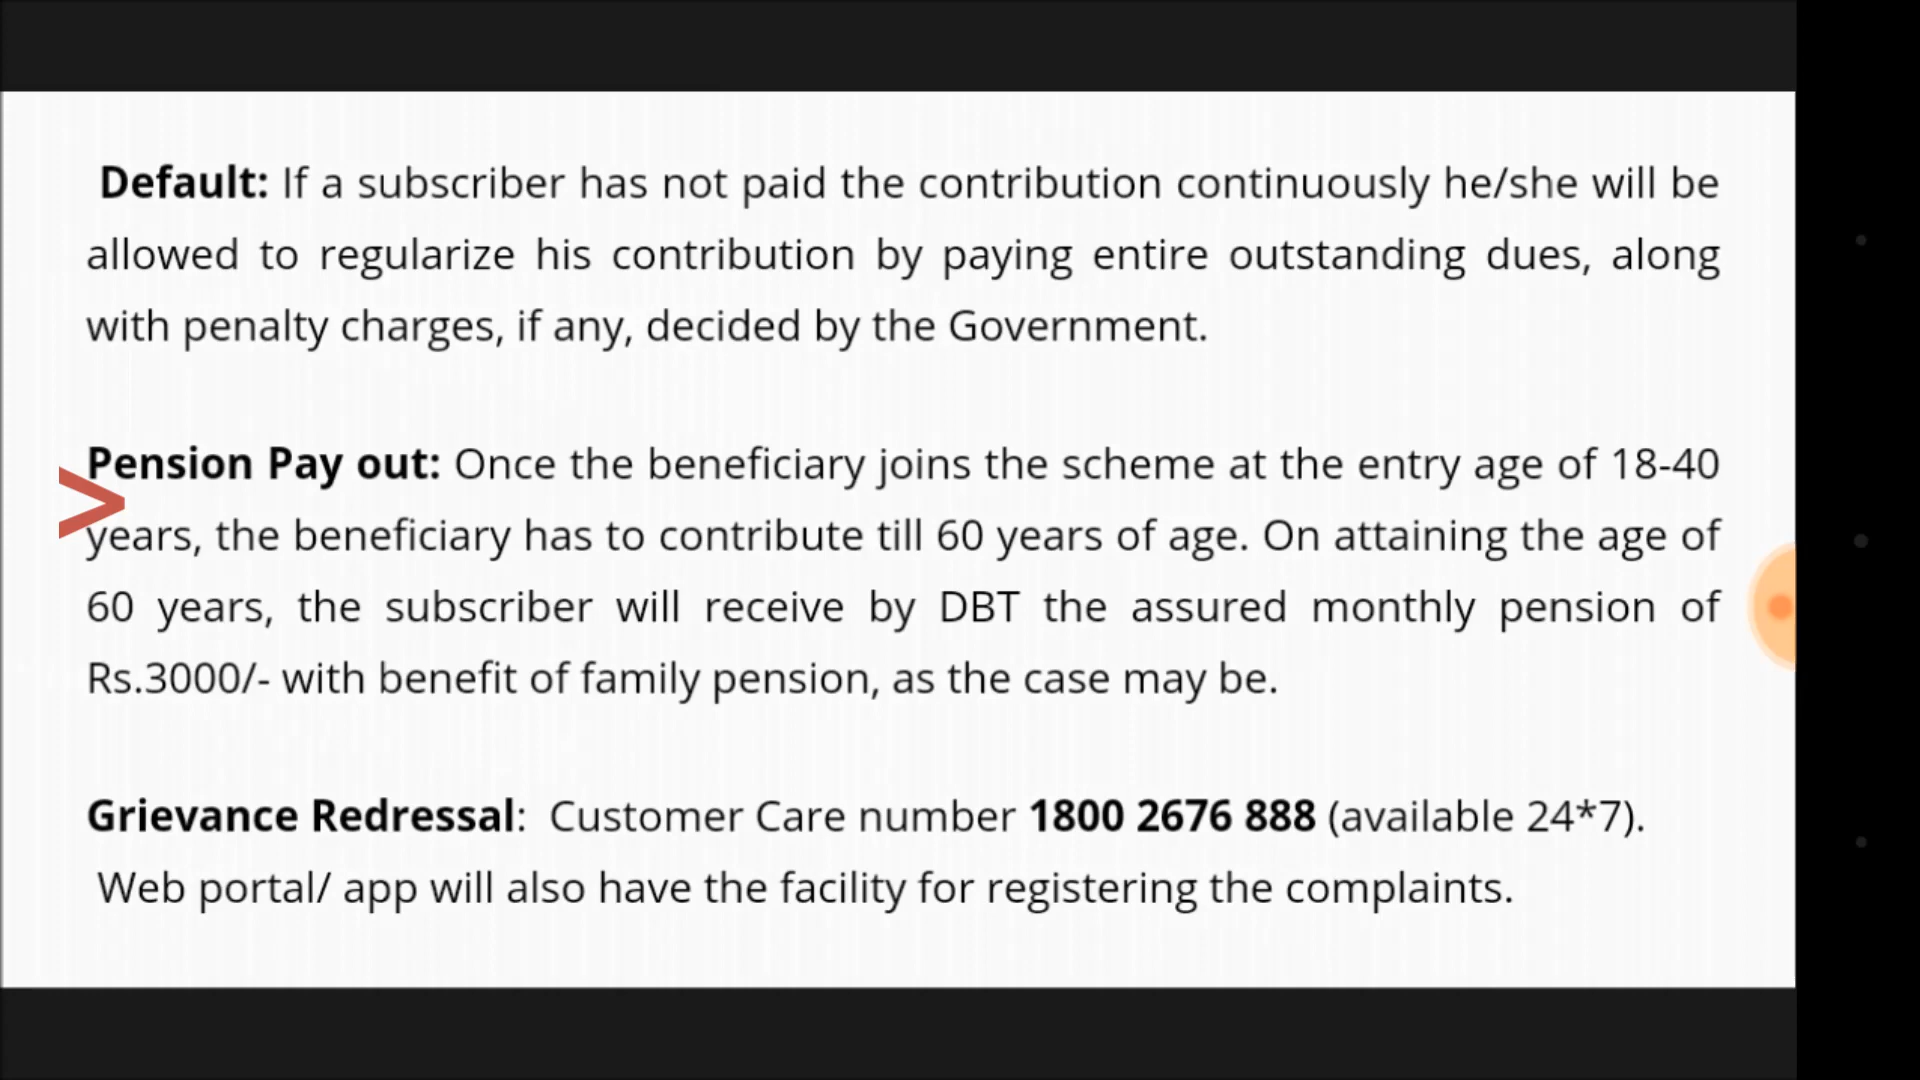 Default: If a subscriber has not paid the contribution continuously he/she will be
allowed to regularize his contribution by paying entire outstanding dues, along
with penalty charges, if any, decided by the Government.
Pension Pay out: Once the beneficiary joins the scheme at the entry age of 18-40
years, the beneficiary has to contribute till 60 years of age. On attaining the age of
60 years, the subscriber will receive by DBT the assured monthly pension of
Rs.3000/- with benefit of family pension, as the case may be.
Grievance Redressal: Customer Care number 1800 2676 888 (available 24*7).
Web portal/ app will also have the facility for registering the complaints.